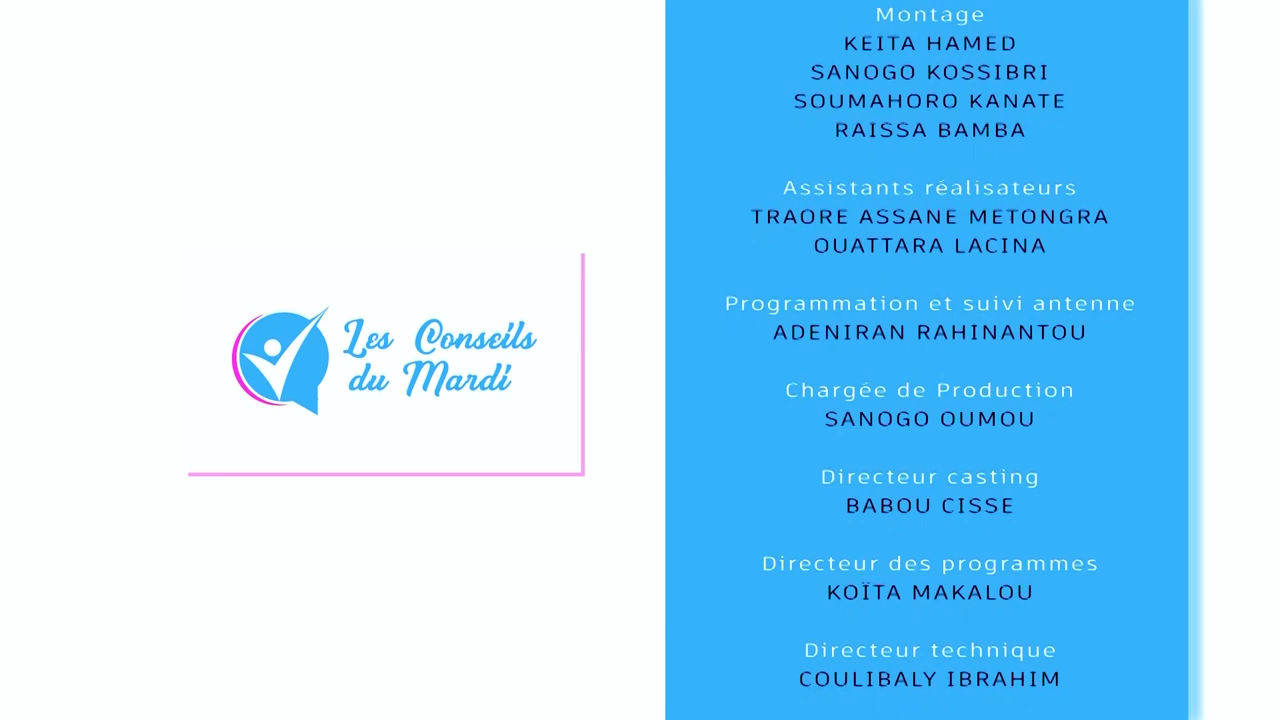 Les Conseils
du Mardi
Montage
KEITA HAMED
SANOGO KOSSIBRI
SOUMAHORO KANATE
RAISSA BAMBA
Assistants réalisateurs
TRAORE ASSANE METONGRA
OUATTARA LACINA
Programmation et suivi antenne
ADENIRAN RAHINANTOU
Chargée de Production
SANOGO OUMOU
Directeur casting
BABOU CISSE
Directeur des programmes
KOÏTA MAKALOU
Directeur technique
COULIBALY IBRAHIM